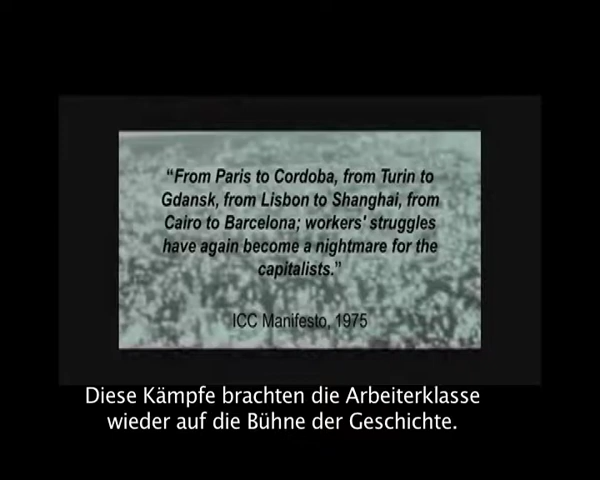 “From Paris to Cordoba, from Turin to
Gdansk, from Lisbon to Shanghai, from
Cairo to Barcelona; workers' struggles
have again become a nightmare for the
capitalists.”
ICC Manifesto, 1975
Diese Kämpfe brachten die Arbeiterklasse
wieder auf die Bühne der Geschichte.